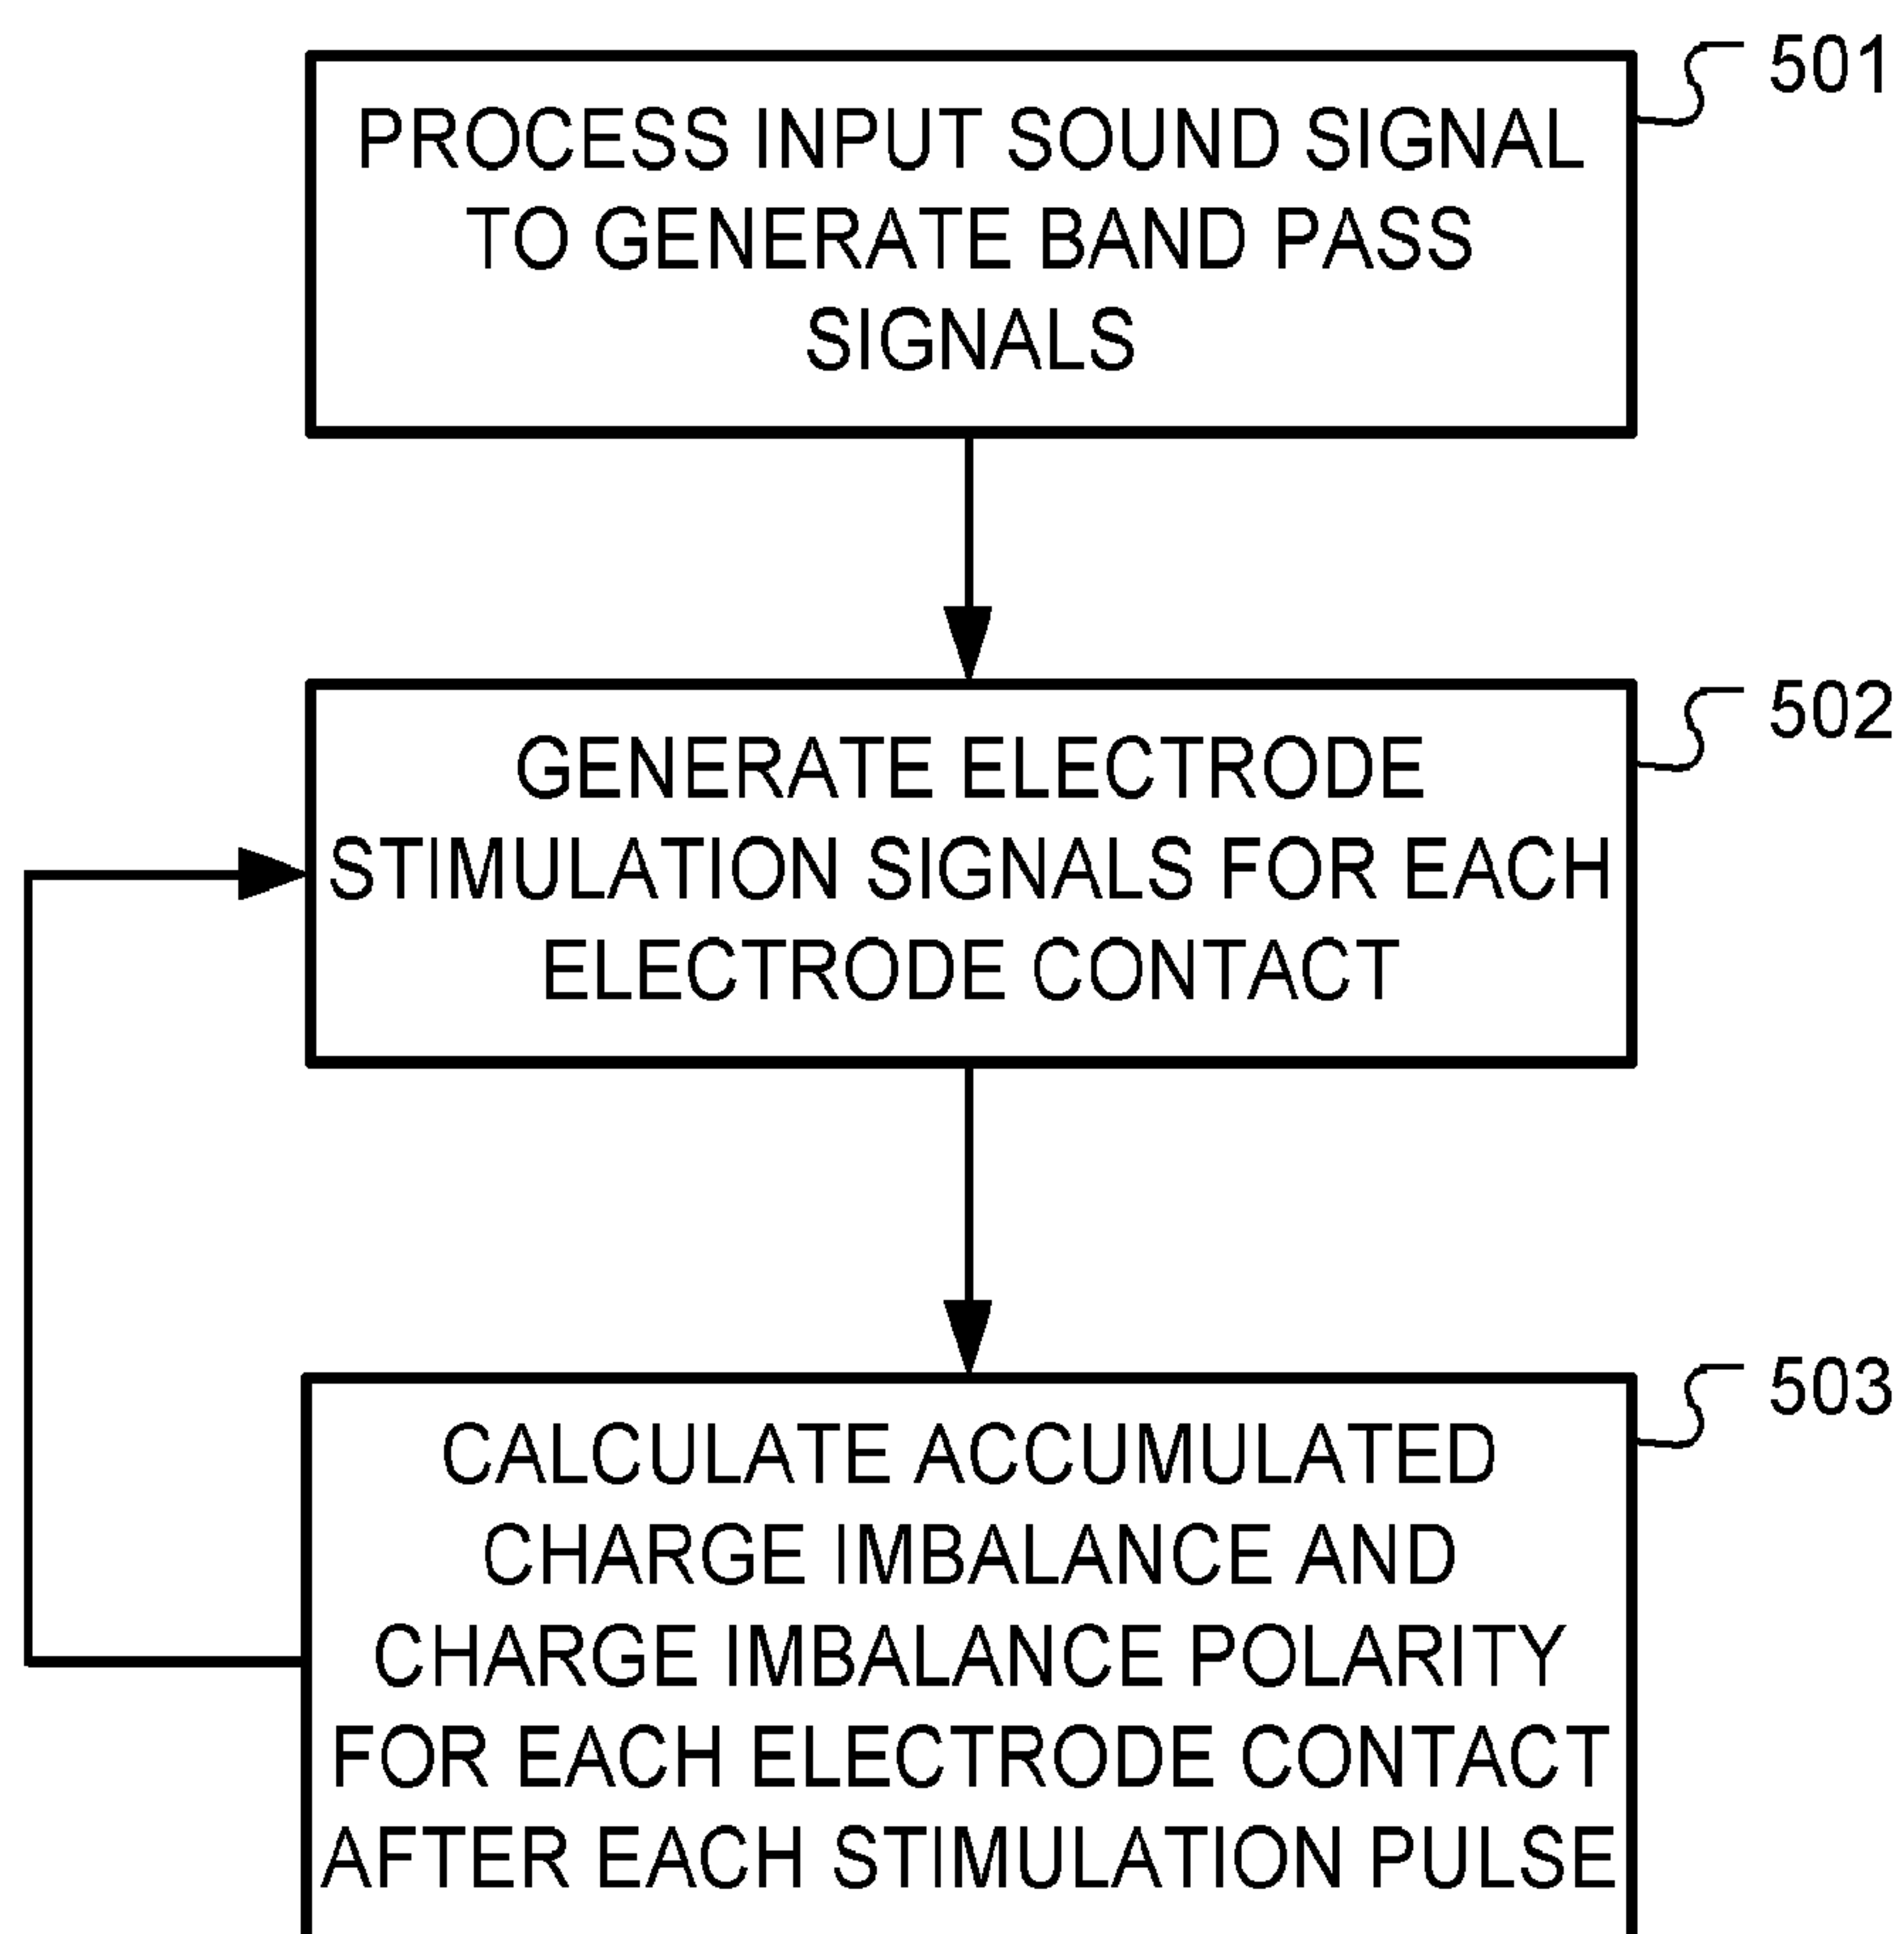 501
PROCESS INPUT SOUND SIGNAL
TO GENERATE BAND PASS
SIGNALS
502
GENERATE ELECTRODE
STIMULATION SIGNALS FOR EACH
ELECTRODE CONTACT
503
CALCULATE ACCUMULATED
CHARGE IMBALANCE AND
CHARGE IMBALANCE POLARITY
FOR EACH ELECTRODE CONTACT
AFTER EACH STIMULATION PULSE